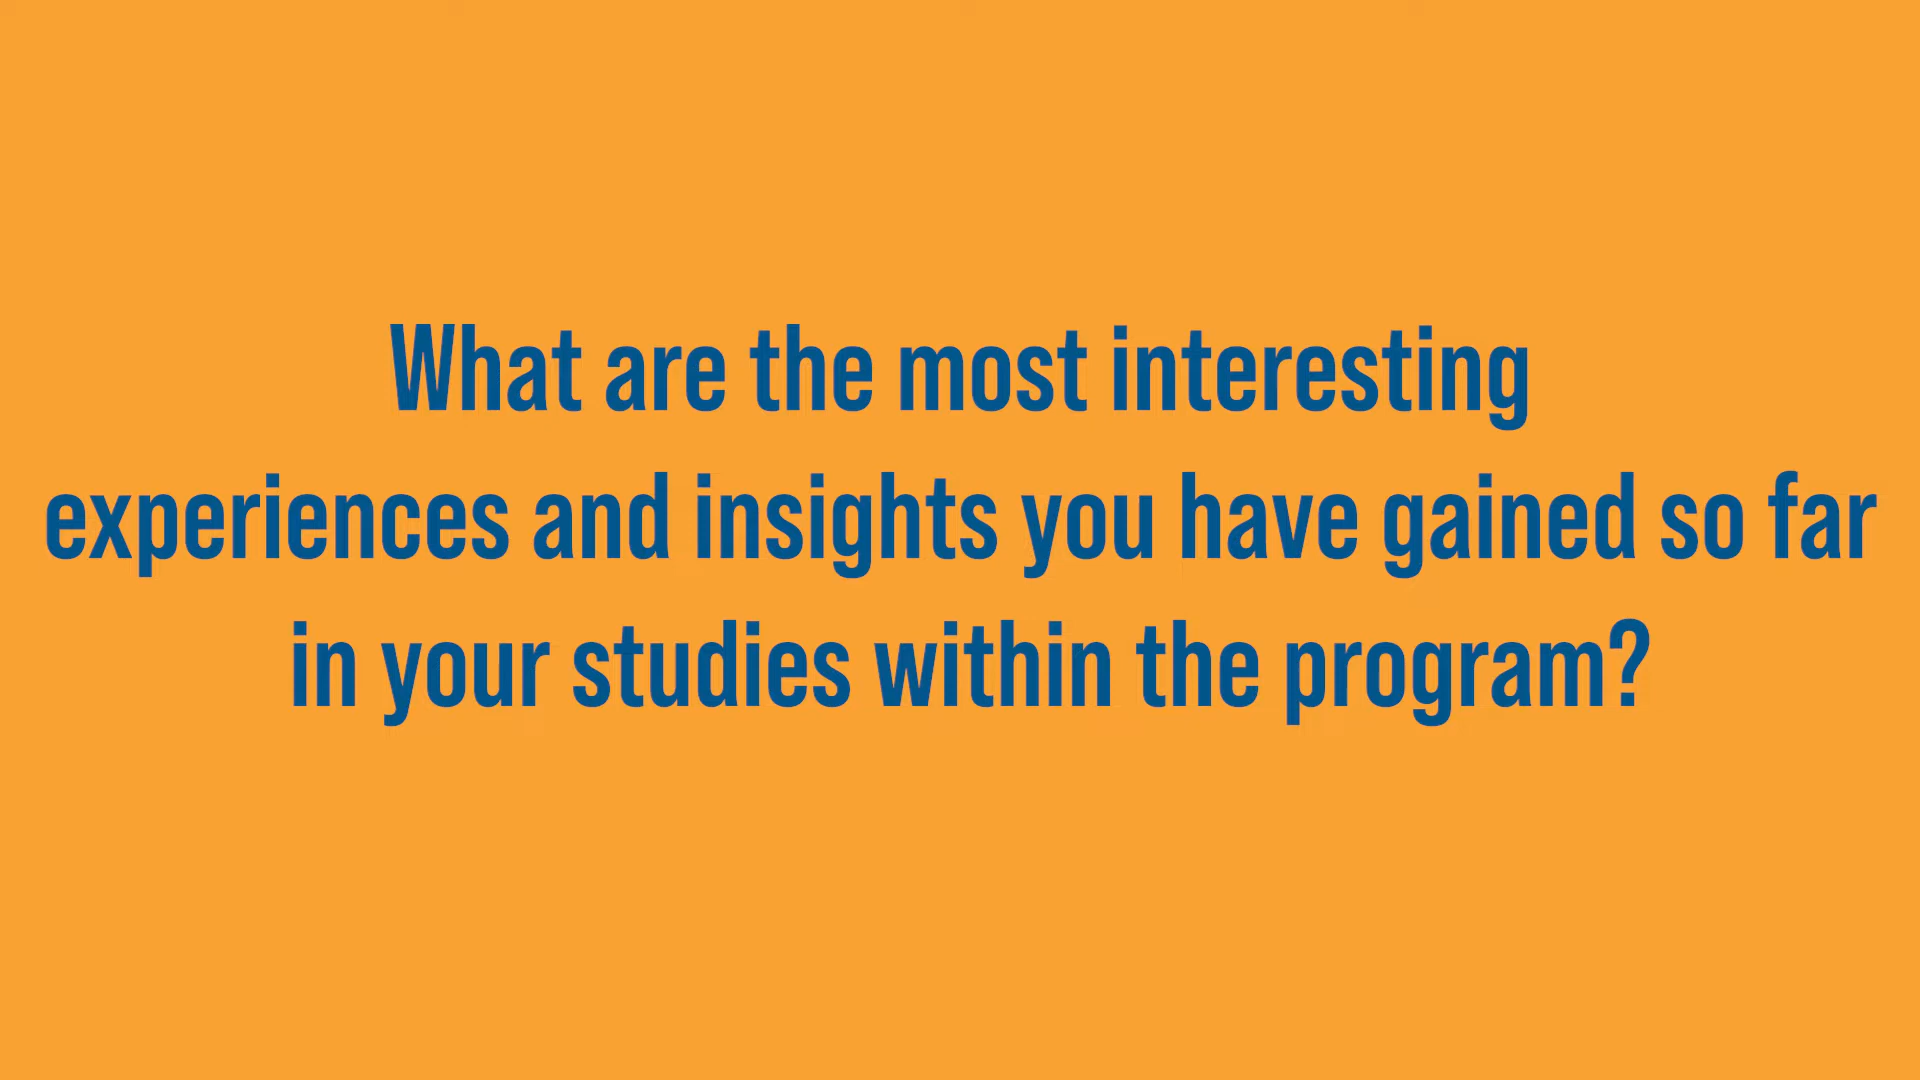 What are the most interesting
experiences and insights you have gained so far
in your studies within the program?